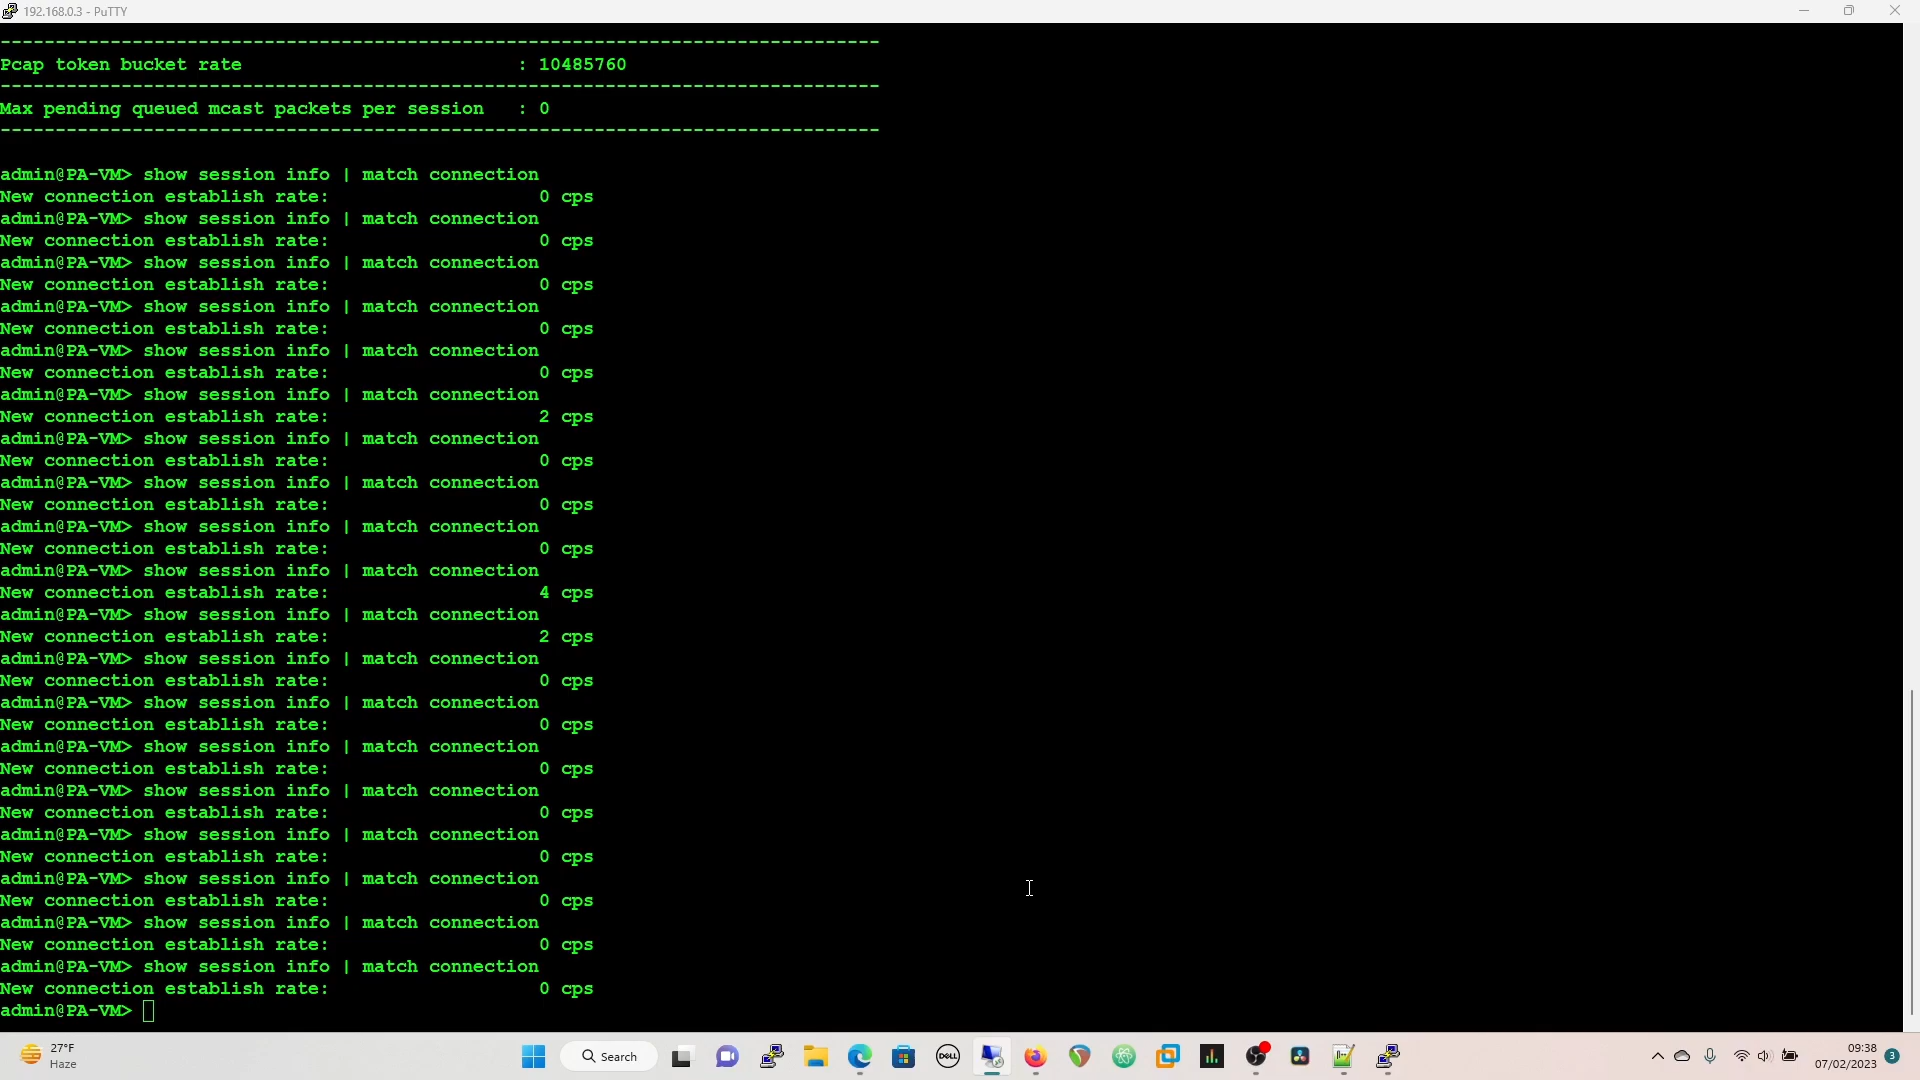 192.168.0.3 - PuTTY
--------------------------------------------------------------------------------
Pcap token bucket rate                         : 10485760
--------------------------------------------------------------------------------
Max pending queued mcast packets per session   : 0
--------------------------------------------------------------------------------
admin@PA-VM> show session info | match connection
New connection establish rate:                   0 cps
admin@PA-VM> show session info | match connection
New connection establish rate:                   0 cps
admin@PA-VM> show session info | match connection
New connection establish rate:                   0 cps
admin@PA-VM> show session info | match connection
New connection establish rate:                   0 cps
admin@PA-VM> show session info | match connection
New connection establish rate:                   0 cps
admin@PA-VM> show session info | match connection
New connection establish rate:                   2 cps
admin@PA-VM> show session info | match connection
New connection establish rate:                   0 cps
admin@PA-VM> show session info | match connection
New connection establish rate:                   0 cps
admin@PA-VM> show session info | match connection
New connection establish rate:                   0 cps
admin@PA-VM> show session info | match connection
New connection establish rate:                   4 cps
admin@PA-VM> show session info | match connection
New connection establish rate:                   2 cps
admin@PA-VM> show session info | match connection
New connection establish rate:                   0 cps
admin@PA-VM> show session info | match connection
New connection establish rate:                   0 cps
admin@PA-VM> show session info | match connection
New connection establish rate:                   0 cps
admin@PA-VM> show session info | match connection
New connection establish rate:                   0 cps
admin@PA-VM> show session info | match connection
New connection establish rate:                   0 cps
admin@PA-VM> show session info | match connection
New connection establish rate:                   0 cps
admin@PA-VM> show session info | match connection
New connection establish rate:                   0 cps
admin@PA-VM> show session info | match connection
New connection establish rate:                   0 cps
admin@PA-VM>
27°F
Haze
Search
DELL
09:38
07/02/2023
3